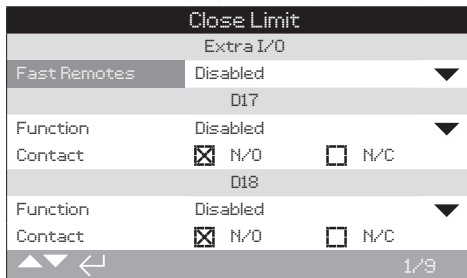 Close Limit
Extra I/O
Fast Remotes Disabled
D17
Function Disabled
Contact N/O N/C
D18
Function Disabled
Contact N/O N/C
1/9